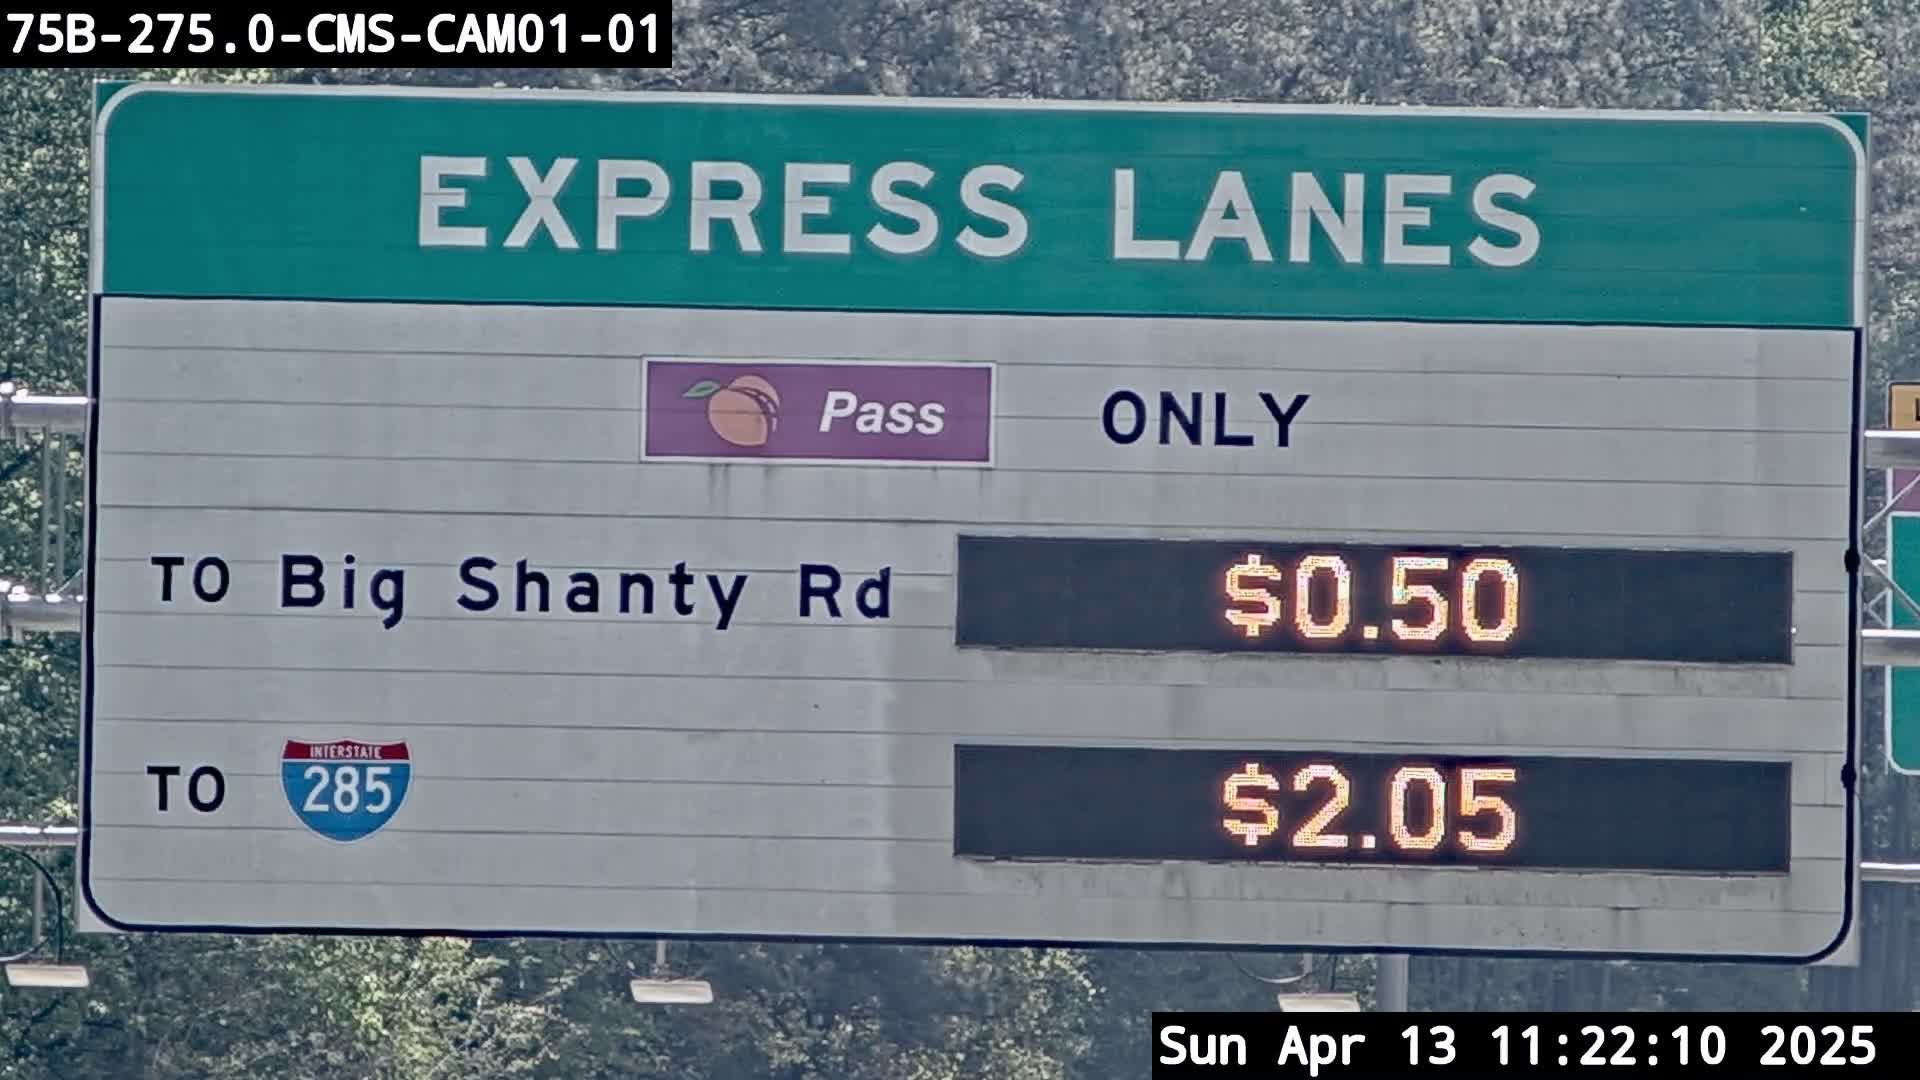 75B-275.0-CMS-CAM01-01
EXPRESS LANES
Pass ONLY
TO Big Shanty Rd $0.50
TO INTERSTATE 285 $2.05
Sun Apr 13 11:22:10 2025